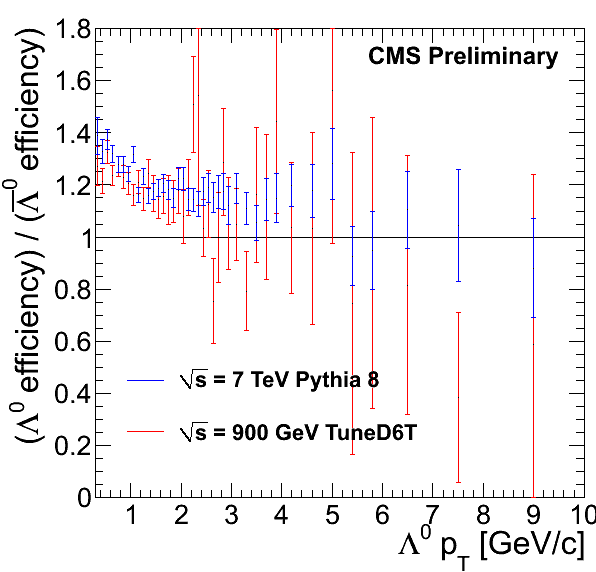 CMS Preliminary
(Λ⁰ efficiency) / (Λ̅⁰ efficiency)
1.8
1.6
1.4
1.2
1
0.8
0.6
0.4
0.2
0
√s = 7 TeV Pythia 8
√s = 900 GeV TuneD6T
1 2 3 4 5 6 7 8 9 10
Λ⁰ p_T [GeV/c]